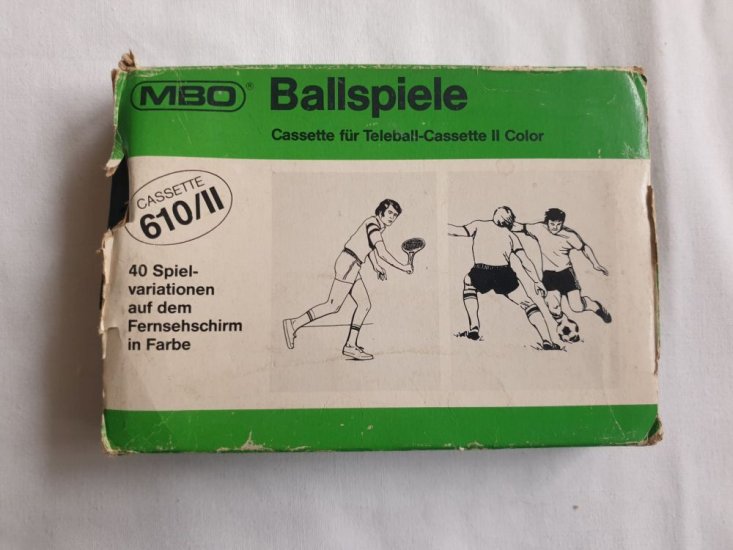 MBO® Ballspiele
Cassette für Teleball-Cassette II Color
CASSETTE
610/II
40 Spiel-
variationen
auf dem
Fernsehschirm
in Farbe